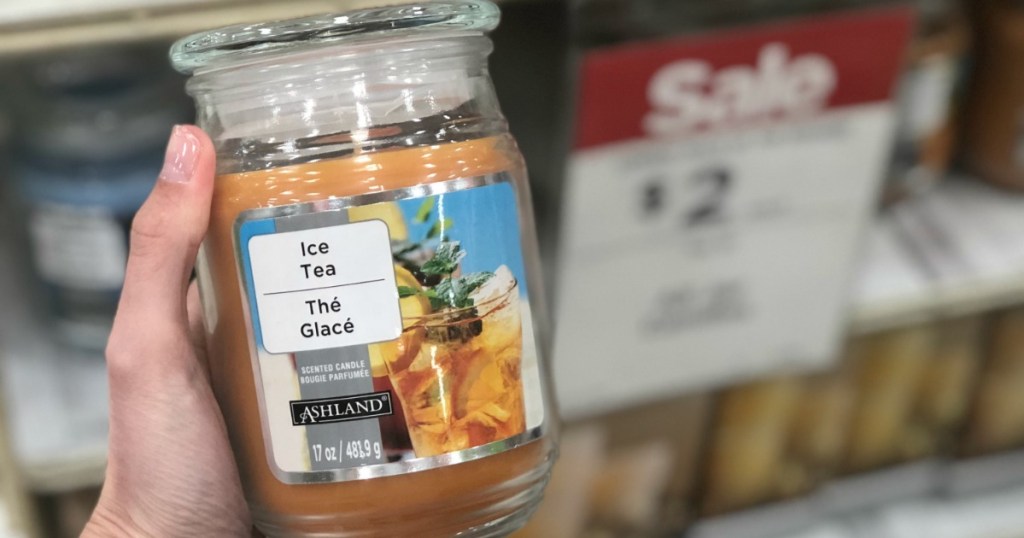 Ice
Tea
Thé
Glacé
SCENTED CANDLE
BOUGIE PARFUMÉE
ASHLAND®
17 oz / 481.9 g
Sale
$2